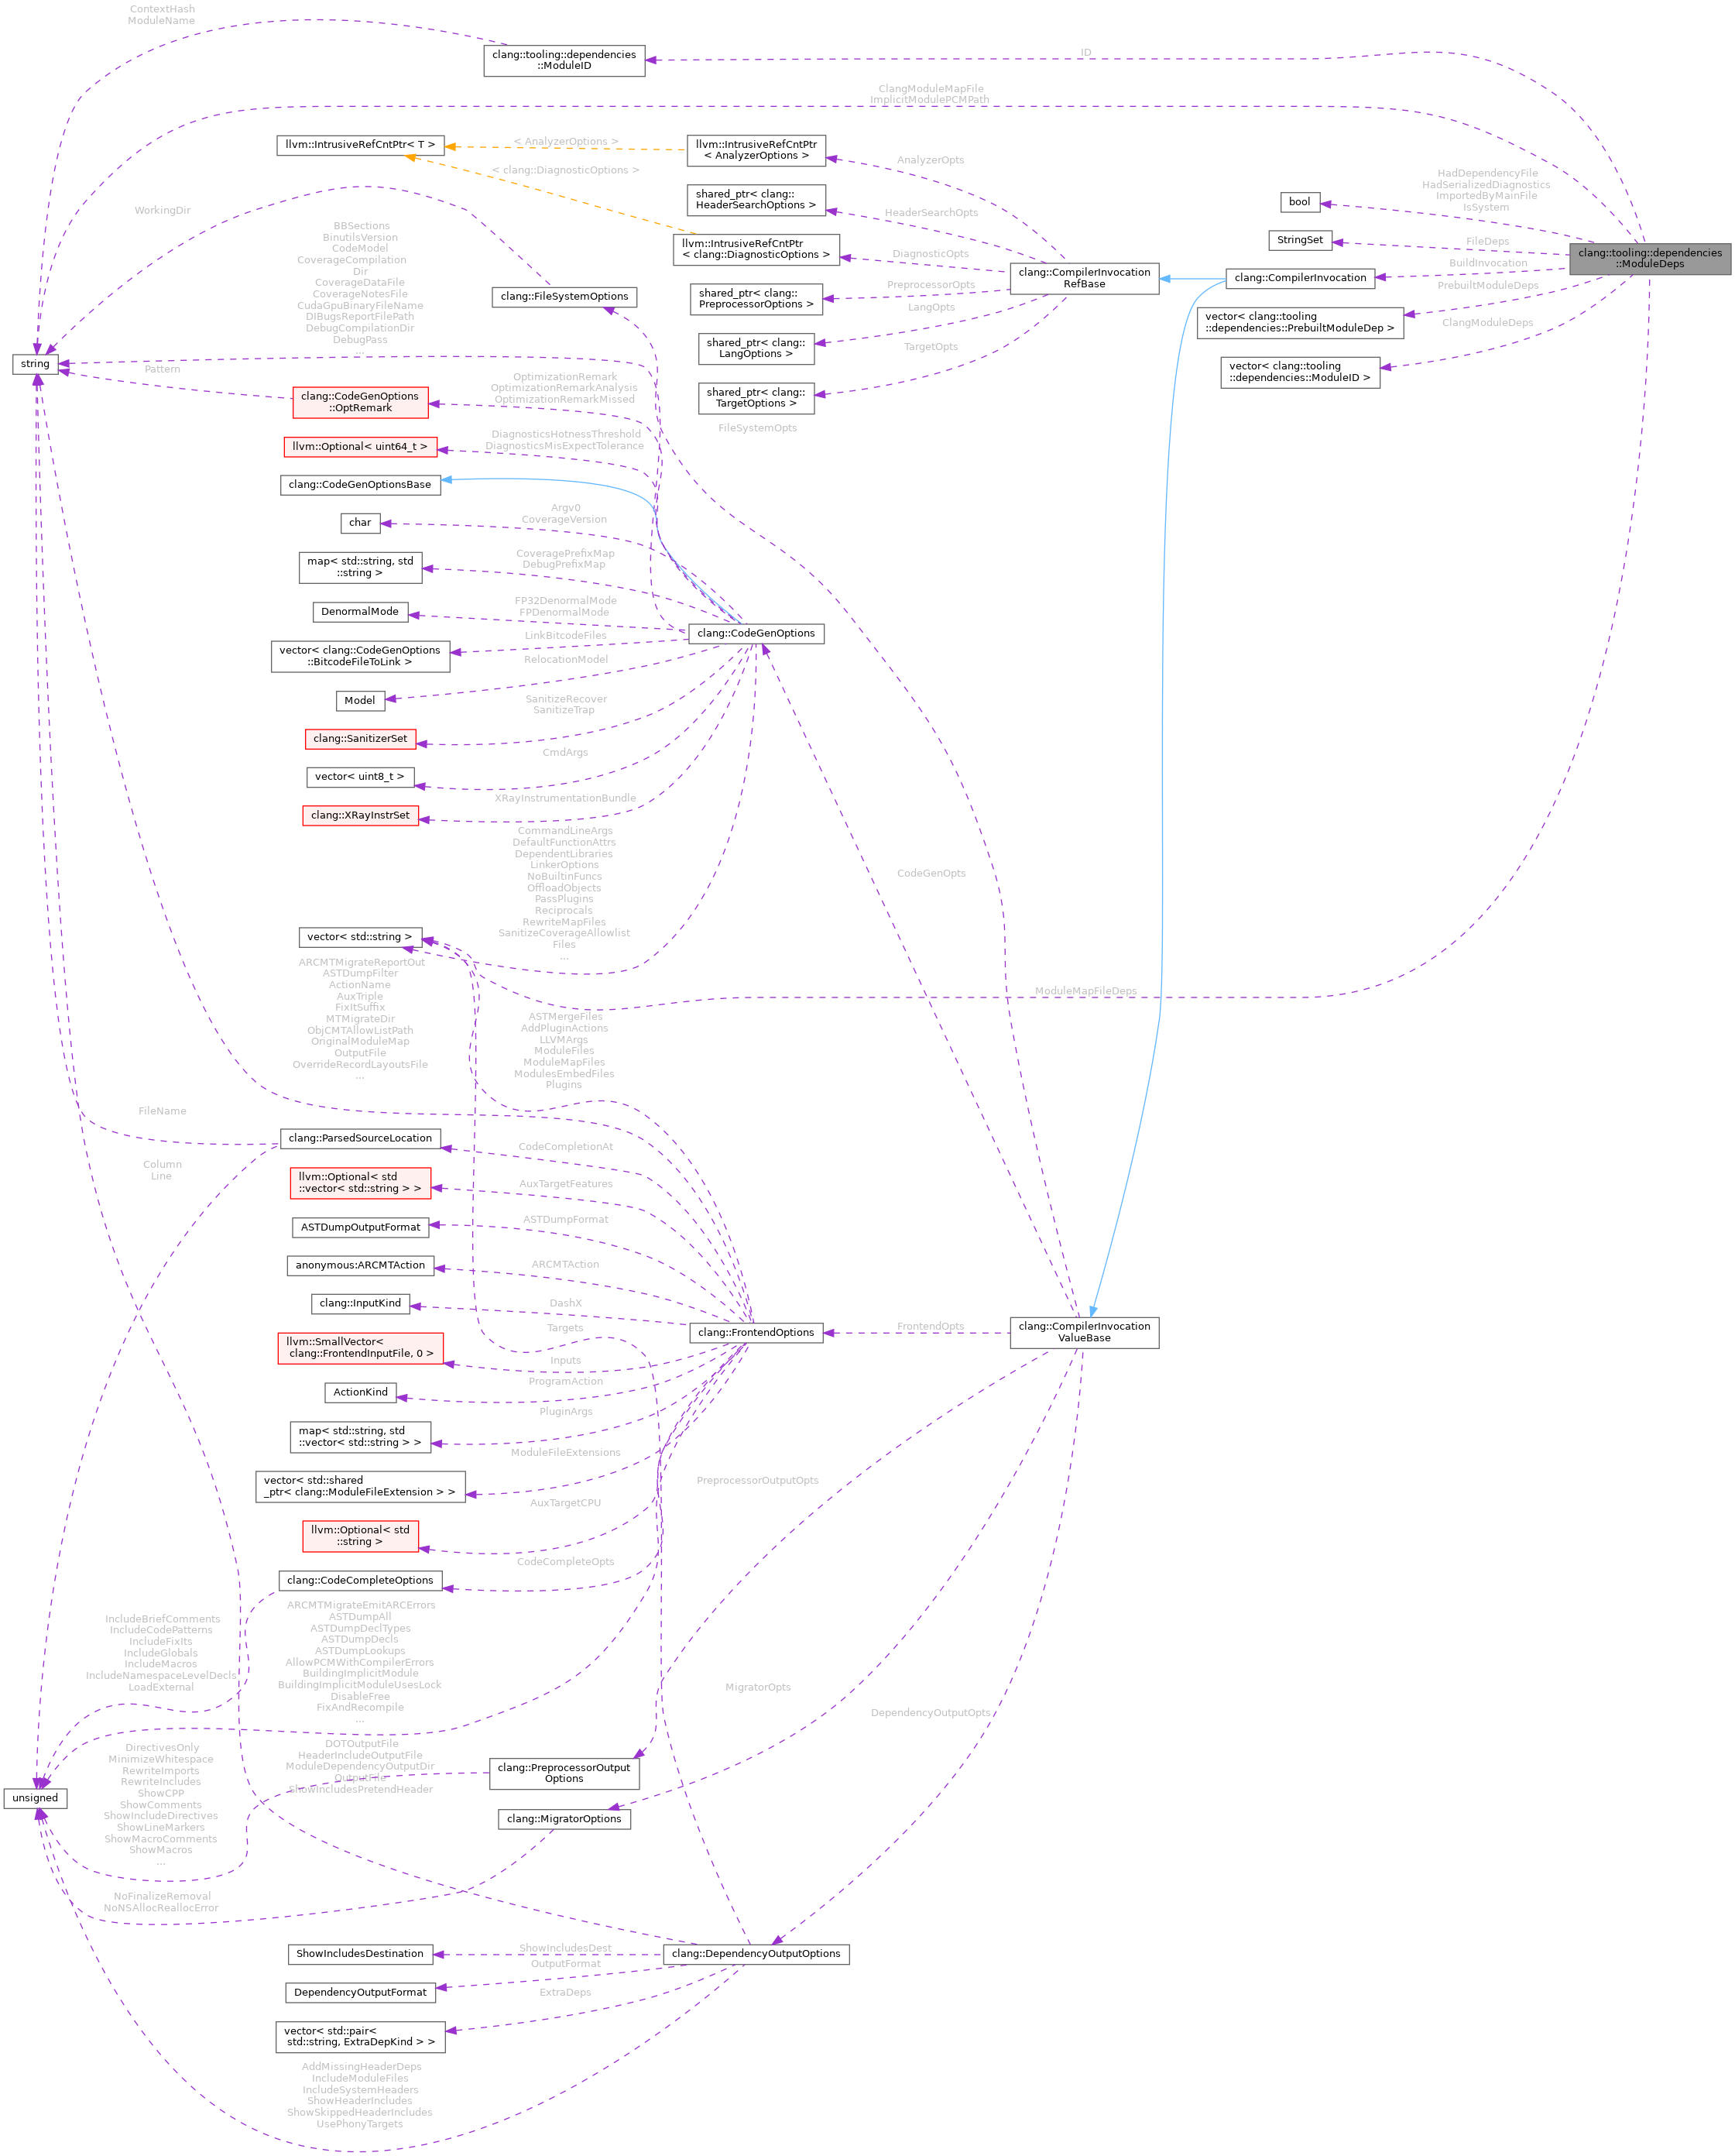 ContextHash
ModuleName
clang::tooling::dependencies
::ModuleID
ID
ClangModuleMapFile
ImplicitModulePCMPath
llvm::IntrusiveRefCntPtr< T >
< AnalyzerOptions >
llvm::IntrusiveRefCntPtr
< AnalyzerOptions >
AnalyzerOpts
< clang::DiagnosticOptions >
shared_ptr< clang::
HeaderSearchOptions >
HeaderSearchOpts
HadDependencyFile
HadSerializedDiagnostics
ImportedByMainFile
IsSystem
bool
WorkingDir
llvm::IntrusiveRefCntPtr
< clang::DiagnosticOptions >
DiagnosticOpts
StringSet
FileDeps
clang::tooling::dependencies
::ModuleDeps
BBSections
BinutilsVersion
CodeModel
CoverageCompilation
Dir
CoverageDataFile
CoverageNotesFile
CudaGpuBinaryFileName
DIBugsReportFilePath
DebugCompilationDir
DebugPass
...
clang::FileSystemOptions
shared_ptr< clang::
PreprocessorOptions >
PreprocessorOpts
clang::CompilerInvocation
RefBase
clang::CompilerInvocation
BuildInvocation
PrebuiltModuleDeps
vector< clang::tooling
::dependencies::PrebuiltModuleDep >
LangOpts
shared_ptr< clang::
LangOptions >
TargetOpts
ClangModuleDeps
vector< clang::tooling
::dependencies::ModuleID >
string
Pattern
clang::CodeGenOptions
::OptRemark
OptimizationRemark
OptimizationRemarkAnalysis
OptimizationRemarkMissed
shared_ptr< clang::
TargetOptions >
FileSystemOpts
llvm::Optional< uint64_t >
DiagnosticsHotnessThreshold
DiagnosticsMisExpectTolerance
clang::CodeGenOptionsBase
char
Argv0
CoverageVersion
map< std::string, std
::string >
CoveragePrefixMap
DebugPrefixMap
DenormalMode
FP32DenormalMode
FPDenormalMode
clang::CodeGenOptions
vector< clang::CodeGenOptions
::BitcodeFileToLink >
LinkBitcodeFiles
RelocationModel
Model
SanitizeRecover
SanitizeTrap
clang::SanitizerSet
CmdArgs
vector< uint8_t >
XRayInstrumentationBundle
clang::XRayInstrSet
CommandLineArgs
DefaultFunctionAttrs
DependentLibraries
LinkerOptions
NoBuiltinFuncs
OffloadObjects
PassPlugins
Reciprocals
RewriteMapFiles
SanitizeCoverageAllowlist
Files
...
CodeGenOpts
vector< std::string >
ModuleMapFileDeps
ARCMTMigrateReportOut
ASTDumpFilter
ActionName
AuxTriple
FixItSuffix
MTMigrateDir
ObjCMTAllowListPath
OriginalModuleMap
OutputFile
OverrideRecordLayoutsFile
...
ASTMergeFiles
AddPluginActions
LLVMArgs
ModuleFiles
ModuleMapFiles
ModulesEmbedFiles
Plugins
FileName
clang::ParsedSourceLocation
CodeCompletionAt
Column
Line
llvm::Optional< std
::vector< std::string > >
AuxTargetFeatures
ASTDumpOutputFormat
ASTDumpFormat
anonymous:ARCMTAction
ARCMTAction
clang::InputKind
DashX
Targets
clang::FrontendOptions
FrontendOpts
clang::CompilerInvocation
ValueBase
llvm::SmallVector<
clang::FrontendInputFile, 0 >
Inputs
ActionKind
ProgramAction
PluginArgs
map< std::string, std
::vector< std::string > >
ModuleFileExtensions
vector< std::shared
_ptr< clang::ModuleFileExtension > >
PreprocessorOutputOpts
AuxTargetCPU
llvm::Optional< std
::string >
clang::CodeCompleteOptions
CodeCompleteOpts
IncludeBriefComments
IncludeCodePatterns
IncludeFixIts
IncludeGlobals
IncludeMacros
IncludeNamespaceLevelDecls
LoadExternal
ARCMTMigrateEmitARCErrors
ASTDumpAll
ASTDumpDeclTypes
ASTDumpDecls
ASTDumpLookups
AllowPCMWithCompilerErrors
BuildingImplicitModule
BuildingImplicitModuleUsesLock
DisableFree
FixAndRecompile
...
MigratorOpts
DependencyOutputOpts
DirectivesOnly
MinimizeWhitespace
RewriteImports
RewriteIncludes
ShowCPP
ShowComments
ShowIncludeDirectives
ShowLineMarkers
ShowMacroComments
ShowMacros
...
DOTOutputFile
HeaderIncludeOutputFile
ModuleDependencyOutputDir
OutputFile
ShowIncludesPretendHeader
clang::PreprocessorOutput
Options
unsigned
clang::MigratorOptions
NoFinalizeRemoval
NoNSAllocReallocError
ShowIncludesDestination
ShowIncludesDest
clang::DependencyOutputOptions
OutputFormat
DependencyOutputFormat
ExtraDeps
vector< std::pair<
std::string, ExtraDepKind > >
AddMissingHeaderDeps
IncludeModuleFiles
IncludeSystemHeaders
ShowHeaderIncludes
ShowSkippedHeaderIncludes
UsePhonyTargets